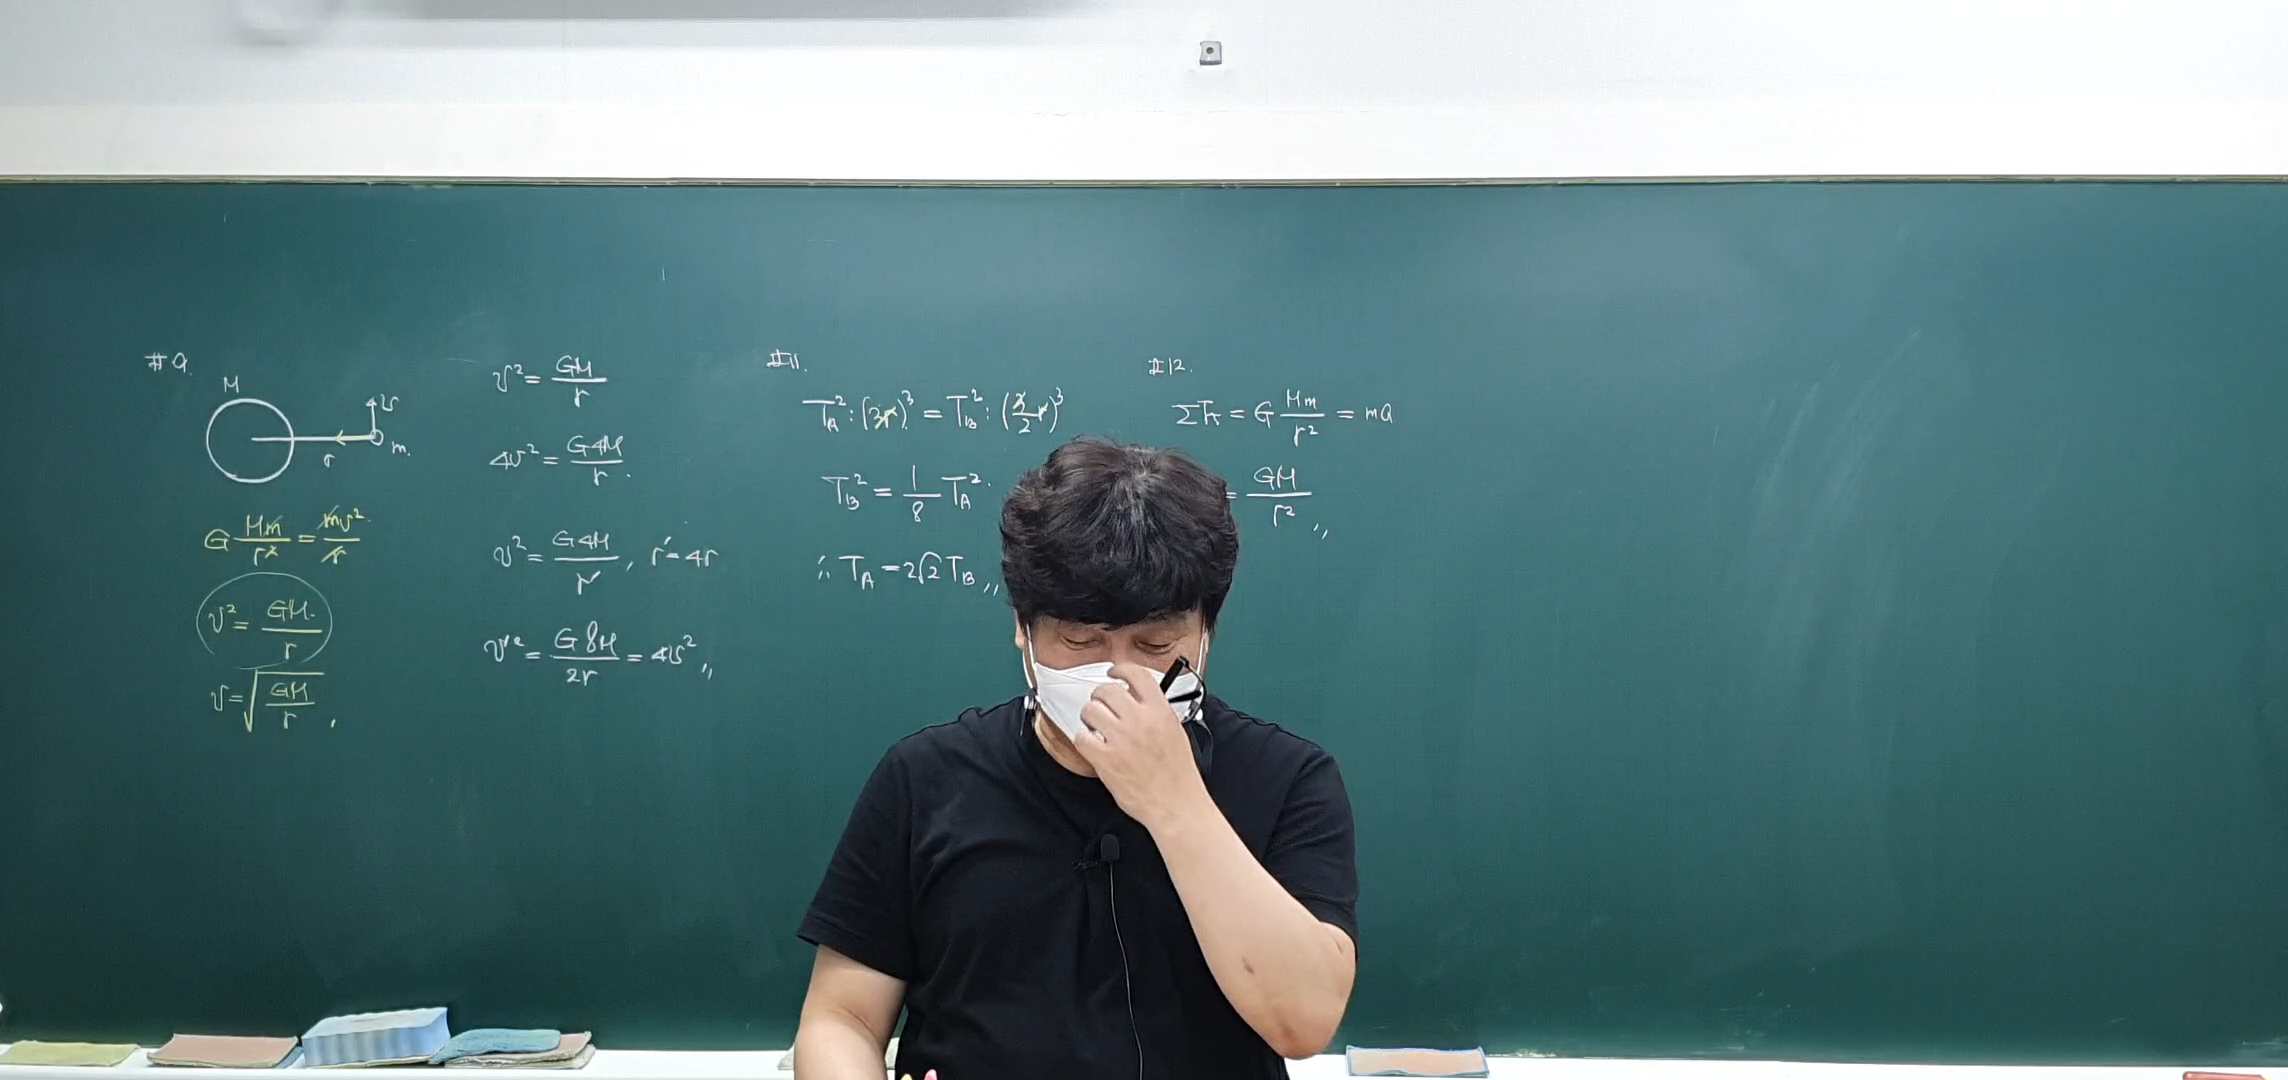 #9.
M
v
m.
r
G Mm/r² = mv²/r
v² = GM/r
v = √(GM/r)
v² = GM/r
4v² = G4M/r.
v² = G4M/r', r' = 4r
v'² = G8M/2r = 4v²
#11.
T_A² : (3r)³ = T_B² : (3/2 r)³
T_B² = 1/8 T_A²
∴ T_A = 2√2 T_B
#12.
ΣF = G Mm/r² = ma
= GM/r²